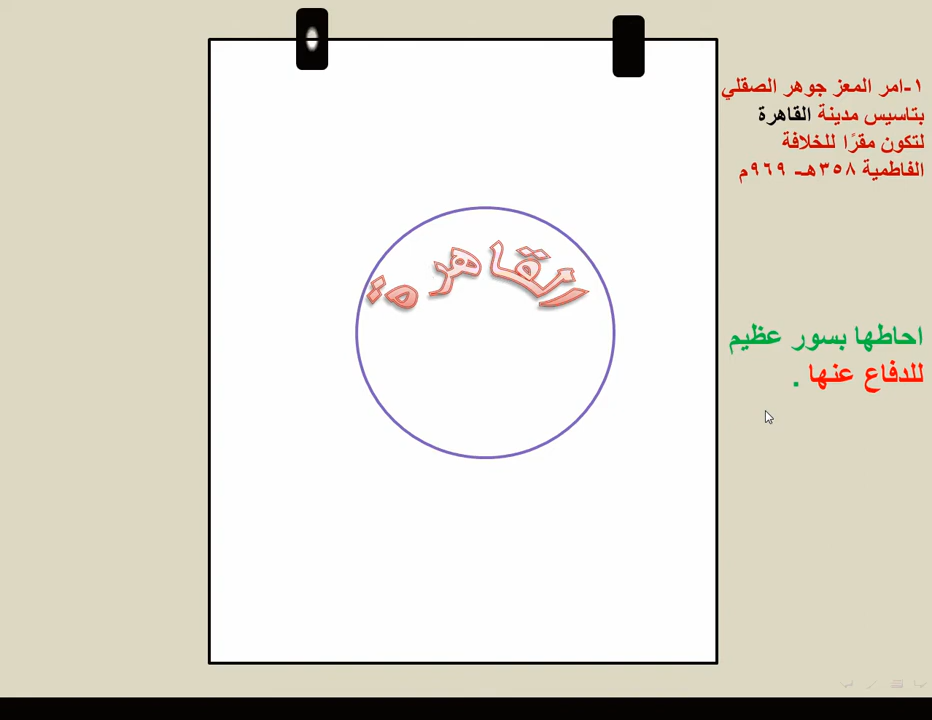 ١-امر المعز جوهر الصقلي
بتاسيس مدينة القاهرة
لتكون مقرًا للخلافة
الفاطمية ٣٥٨هـ- ٩٦٩م
القاهرة
احاطها بسور عظيم
للدفاع عنها .